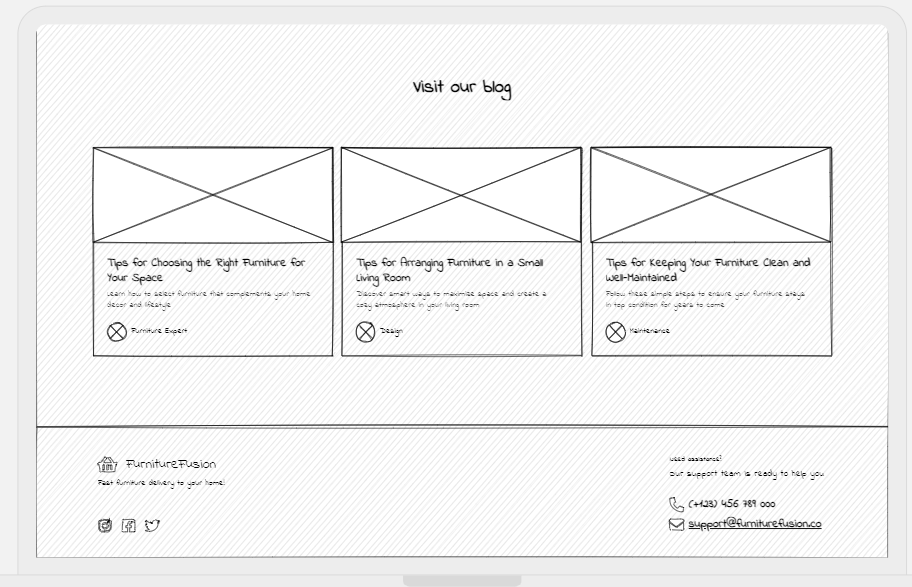 Visit our blog
Tips for Choosing the Right Furniture for
Your Space
Learn how to select furniture that complements your home
decor and lifestyle
Furniture Expert
Tips for Arranging Furniture in a Small
Living Room
Discover smart ways to maximise space and create a
cozy atmosphere in your living room
Design
Tips for Keeping Your Furniture Clean and
Well-Maintained
Follow these simple steps to ensure your furniture stays
in top condition for years to come
Maintenance
FurnitureFusion
Fast furniture delivery to your home!
Need assistance?
Our support team is ready to help you
(+123) 456 789 000
support@furniturefusion.co